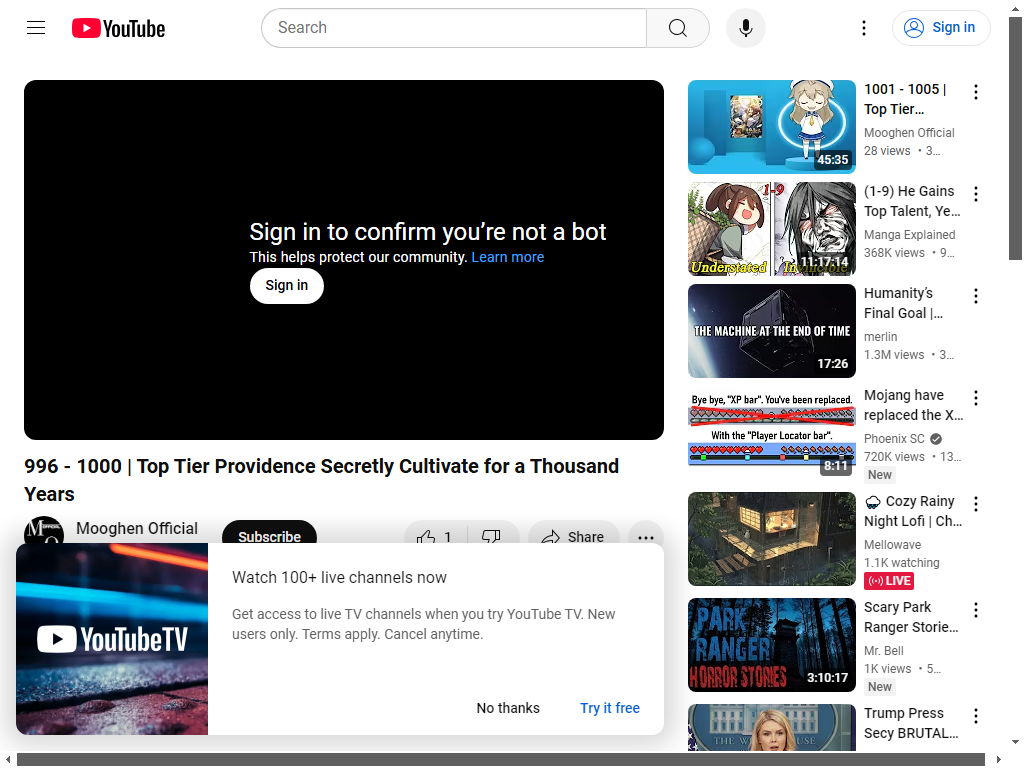 YouTube
Search
Sign in
Sign in to confirm you’re not a bot
This helps protect our community. Learn more
Sign in
996 - 1000 | Top Tier Providence Secretly Cultivate for a Thousand
Years
Mooghen Official
Subscribe
1
Share
YouTubeTV
Watch 100+ live channels now
Get access to live TV channels when you try YouTube TV. New
users only. Terms apply. Cancel anytime.
No thanks
Try it free
45:35
1001 - 1005 |
Top Tier…
Mooghen Official
28 views • 3…
1-9
Understated
Invincible
11:17:14
(1-9) He Gains
Top Talent, Ye…
Manga Explained
368K views • 9…
THE MACHINE AT THE END OF TIME
17:26
Humanity’s
Final Goal |…
merlin
1.3M views • 3…
Bye bye, "XP bar". You've been replaced.
With the "Player Locator bar".
8:11
Mojang have
replaced the X…
Phoenix SC
720K views • 13…
New
Cozy Rainy
Night Lofi | Ch…
Mellowave
1.1K watching
LIVE
PARK
RANGER
HORROR STORIES
3:10:17
Scary Park
Ranger Storie…
Mr. Bell
1K views • 5…
New
Trump Press
Secy BRUTAL…